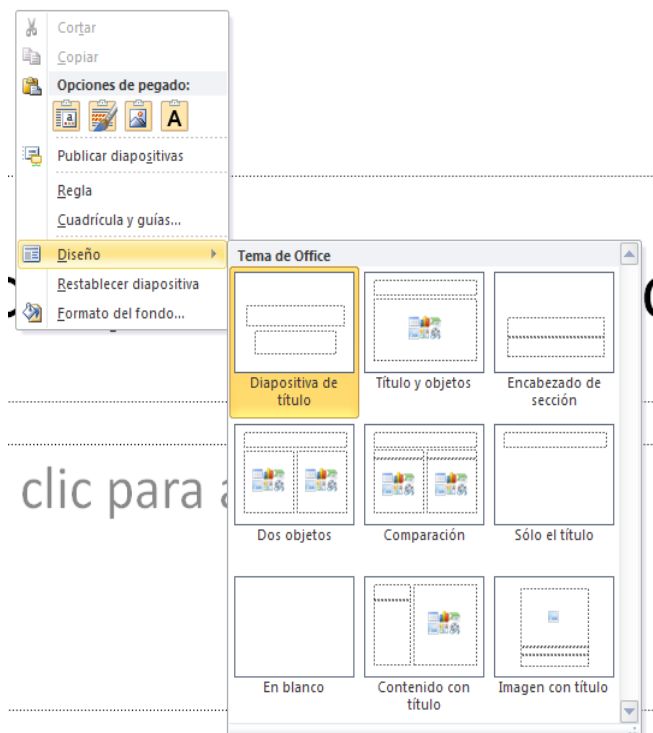 Cortar
Copiar
Opciones de pegado:
a
A
Publicar diapositivas
Regla
Cuadrícula y guías...
Diseño
Restablecer diapositiva
Formato del fondo...
Tema de Office
Diapositiva de
título
Título y objetos
Encabezado de
sección
clic para
Dos objetos
Comparación
Sólo el título
En blanco
Contenido con
título
Imagen con título